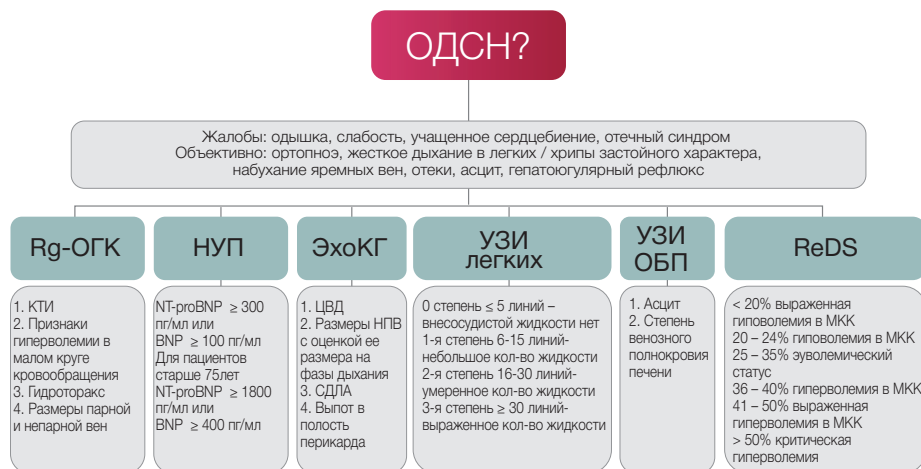 ОДСН?
Жалобы: одышка, слабость, учащенное сердцебиение, отечный синдром
Объективно: ортопноэ, жесткое дыхание в легких / хрипы застойного характера,
набухание яремных вен, отеки, асцит, гепатоюгулярный рефлюкс
Rg-ОГК
1. КТИ
2. Признаки
гиперволемии в
малом круге
кровообращения
3. Гидроторакс
4. Размеры парной
и непарной вен
НУП
NT-proBNP ≥ 300
пг/мл или
BNP ≥ 100 пг/мл
Для пациентов
старше 75лет
NT-proBNP ≥ 1800
пг/мл или
BNP ≥ 400 пг/мл
ЭхоКГ
1. ЦВД
2. Размеры НПВ
с оценкой ее
размера на
фазы дыхания
3. СДЛА
4. Выпот в
полость
перикарда
УЗИ
легких
0 степень ≤ 5 линий –
внесосудистой жидкости нет
1-я степень 6-15 линий-
небольшое кол-во жидкости
2-я степень 16-30 линий-
умеренное кол-во жидкости
3-я степень ≥ 30 линий-
выраженное кол-во жидкости
УЗИ
ОБП
1. Асцит
2. Степень
венозного
полнокровия
печени
ReDS
< 20% выраженная
гиповолемия в МКК
20 – 24% гиповолемия в МКК
25 – 35% эуволемический
статус
36 – 40% гиперволемия в МКК
41 – 50% выраженная
гиперволемия в МКК
> 50% критическая
гиперволемия